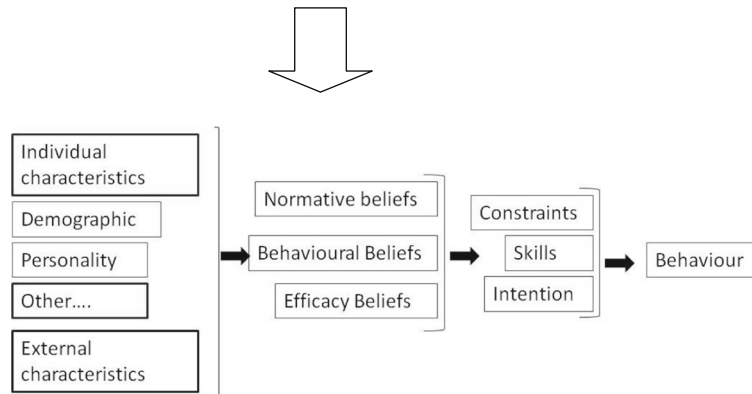 Individual
characteristics
Demographic
Personality
Other....
External
characteristics
Normative beliefs
Behavioural Beliefs
Efficacy Beliefs
Constraints
Skills
Intention
Behaviour